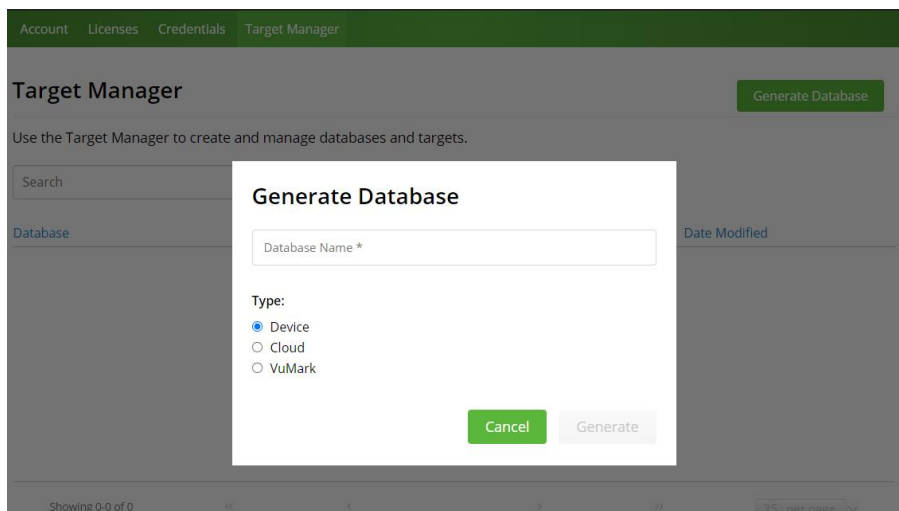 Account Licenses Credentials Target Manager
Target Manager
Generate Database
Use the Target Manager to create and manage databases and targets.
Search
Database
Date Modified
Generate Database
Database Name *
Type:
Device
Cloud
VuMark
Cancel
Generate
Showing 0-0 of 0
25 per page